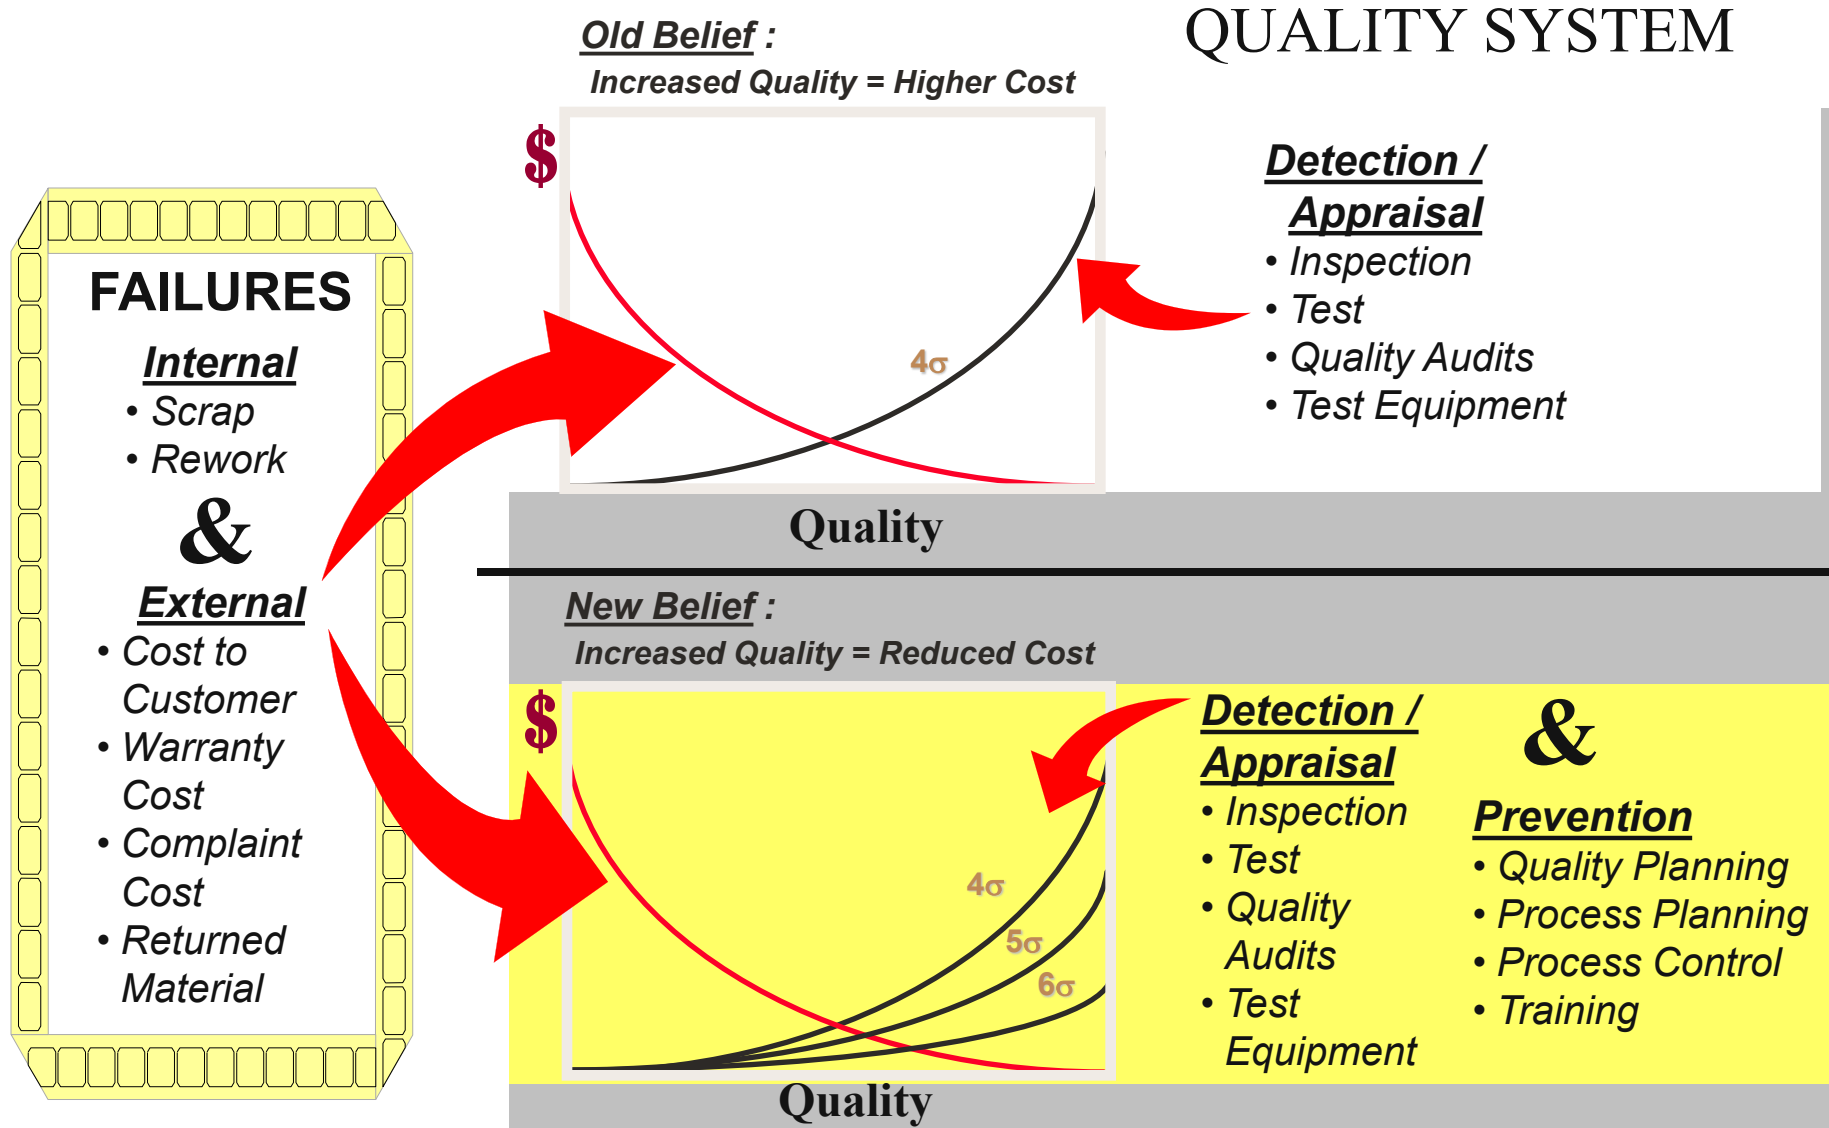 QUALITY SYSTEM
Old Belief :
Increased Quality = Higher Cost
$
4σ
Quality
Detection /
Appraisal
• Inspection
• Test
• Quality Audits
• Test Equipment
FAILURES
Internal
• Scrap
• Rework
&
External
• Cost to
Customer
• Warranty
Cost
• Complaint
Cost
• Returned
Material
New Belief :
Increased Quality = Reduced Cost
$
4σ
5σ
6σ
Quality
Detection /
Appraisal
• Inspection
• Test
• Quality
Audits
• Test
Equipment
&
Prevention
• Quality Planning
• Process Planning
• Process Control
• Training